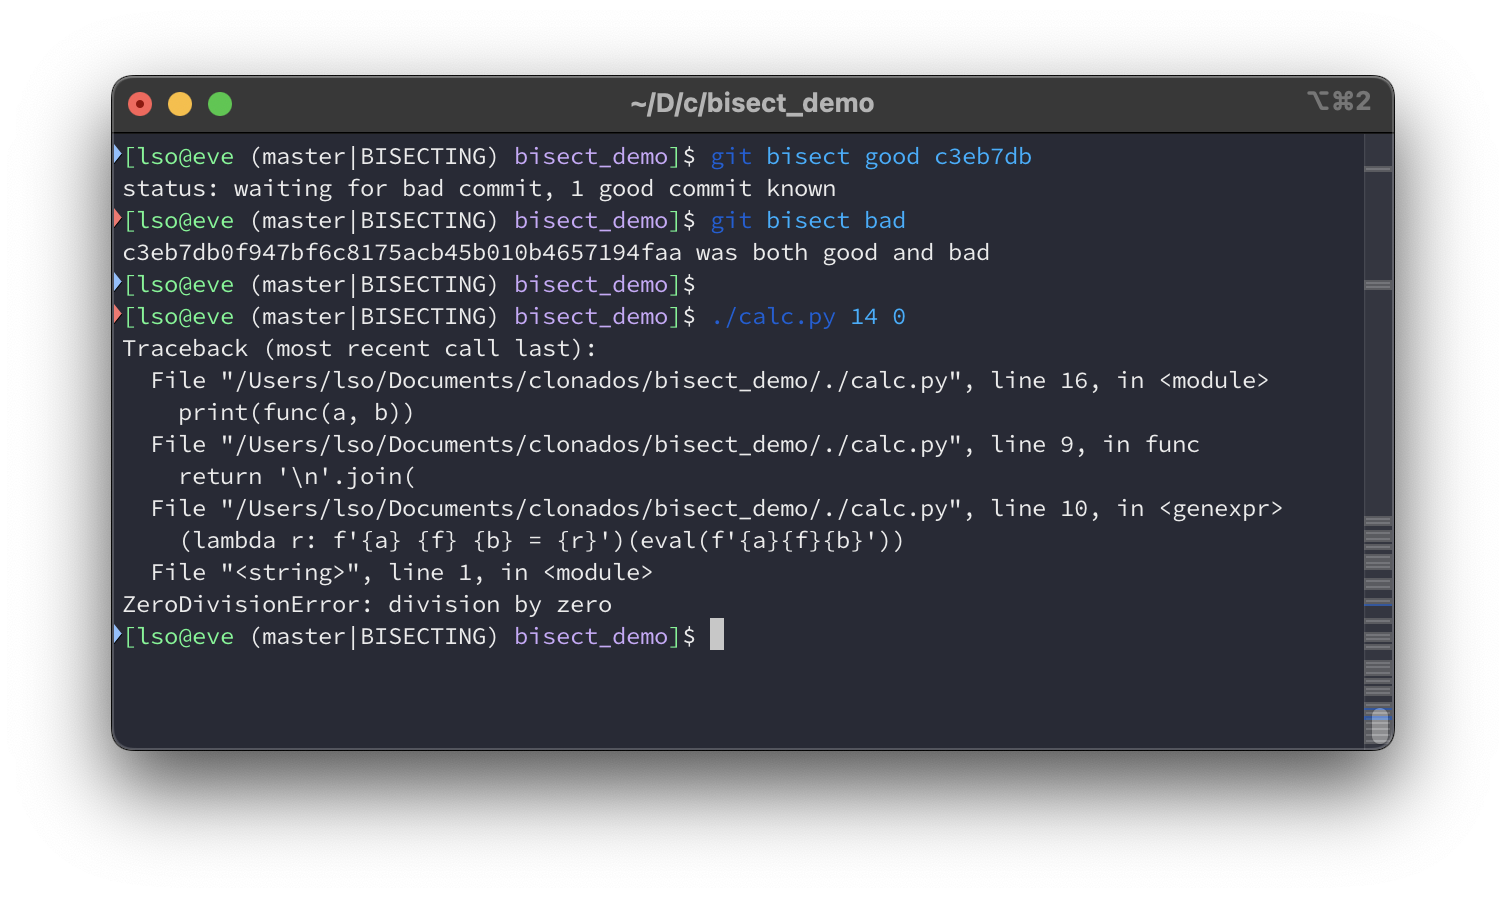 ~/D/c/bisect_demo
⌥⌘2
[lso@eve (master|BISECTING) bisect_demo]$ git bisect good c3eb7db
status: waiting for bad commit, 1 good commit known
[lso@eve (master|BISECTING) bisect_demo]$ git bisect bad
c3eb7db0f947bf6c8175acb45b010b4657194faa was both good and bad
[lso@eve (master|BISECTING) bisect_demo]$
[lso@eve (master|BISECTING) bisect_demo]$ ./calc.py 14 0
Traceback (most recent call last):
  File "/Users/lso/Documents/clonados/bisect_demo/./calc.py", line 16, in <module>
    print(func(a, b))
  File "/Users/lso/Documents/clonados/bisect_demo/./calc.py", line 9, in func
    return '\n'.join(
  File "/Users/lso/Documents/clonados/bisect_demo/./calc.py", line 10, in <genexpr>
    (lambda r: f'{a} {f} {b} = {r}')(eval(f'{a}{f}{b}'))
  File "<string>", line 1, in <module>
ZeroDivisionError: division by zero
[lso@eve (master|BISECTING) bisect_demo]$